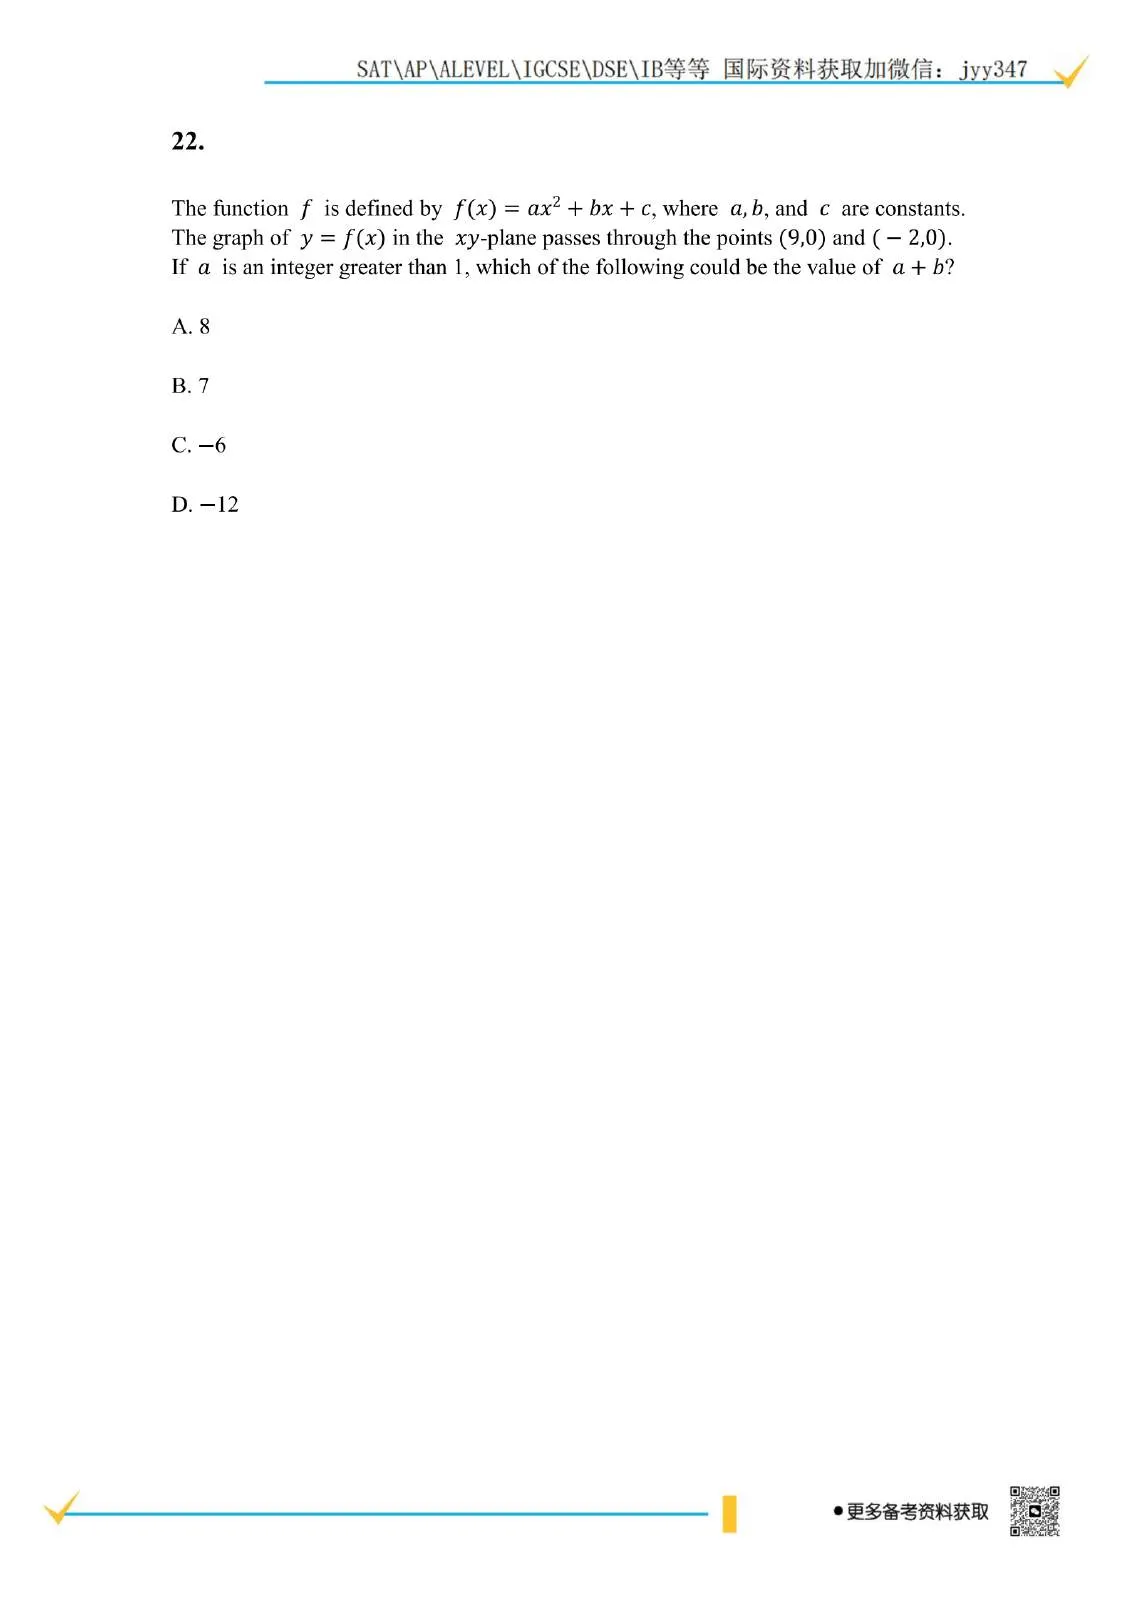 SAT\AP\ALEVEL\IGCSE\DSE\IB等等 国际资料获取加微信：jyy347
22.
The function f is defined by f(x) = ax² + bx + c, where a, b, and c are constants.
The graph of y = f(x) in the xy-plane passes through the points (9,0) and ( − 2,0).
If a is an integer greater than 1, which of the following could be the value of a + b?
A. 8
B. 7
C. −6
D. −12
●更多备考资料获取